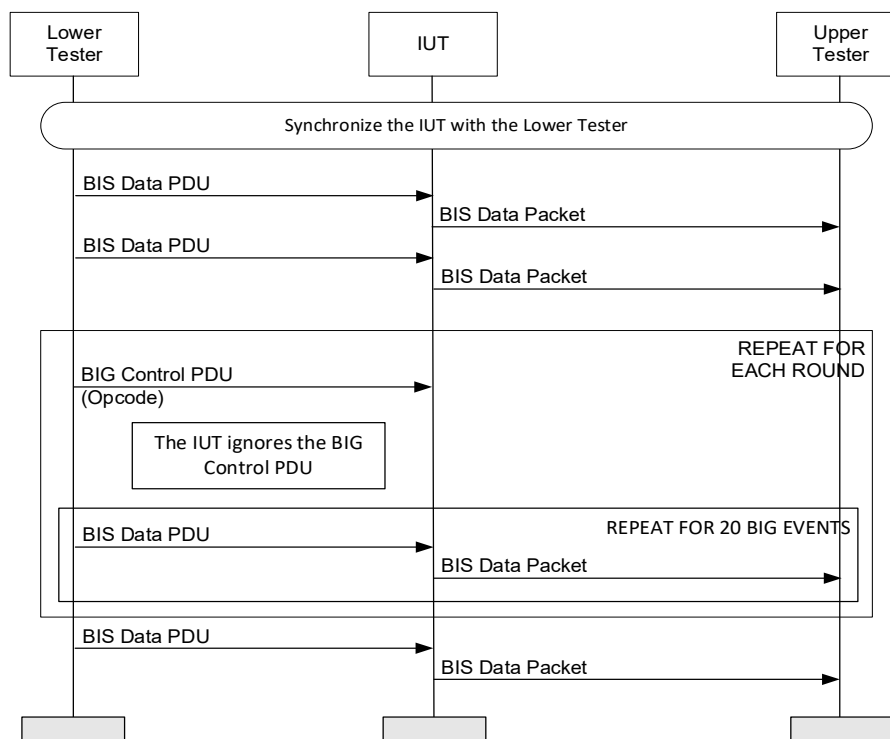 Lower
Tester
IUT
Upper
Tester
Synchronize the IUT with the Lower Tester
BIS Data PDU
BIS Data Packet
BIS Data PDU
BIS Data Packet
REPEAT FOR
EACH ROUND
BIG Control PDU
(Opcode)
The IUT ignores the BIG
Control PDU
REPEAT FOR 20 BIG EVENTS
BIS Data PDU
BIS Data Packet
BIS Data PDU
BIS Data Packet